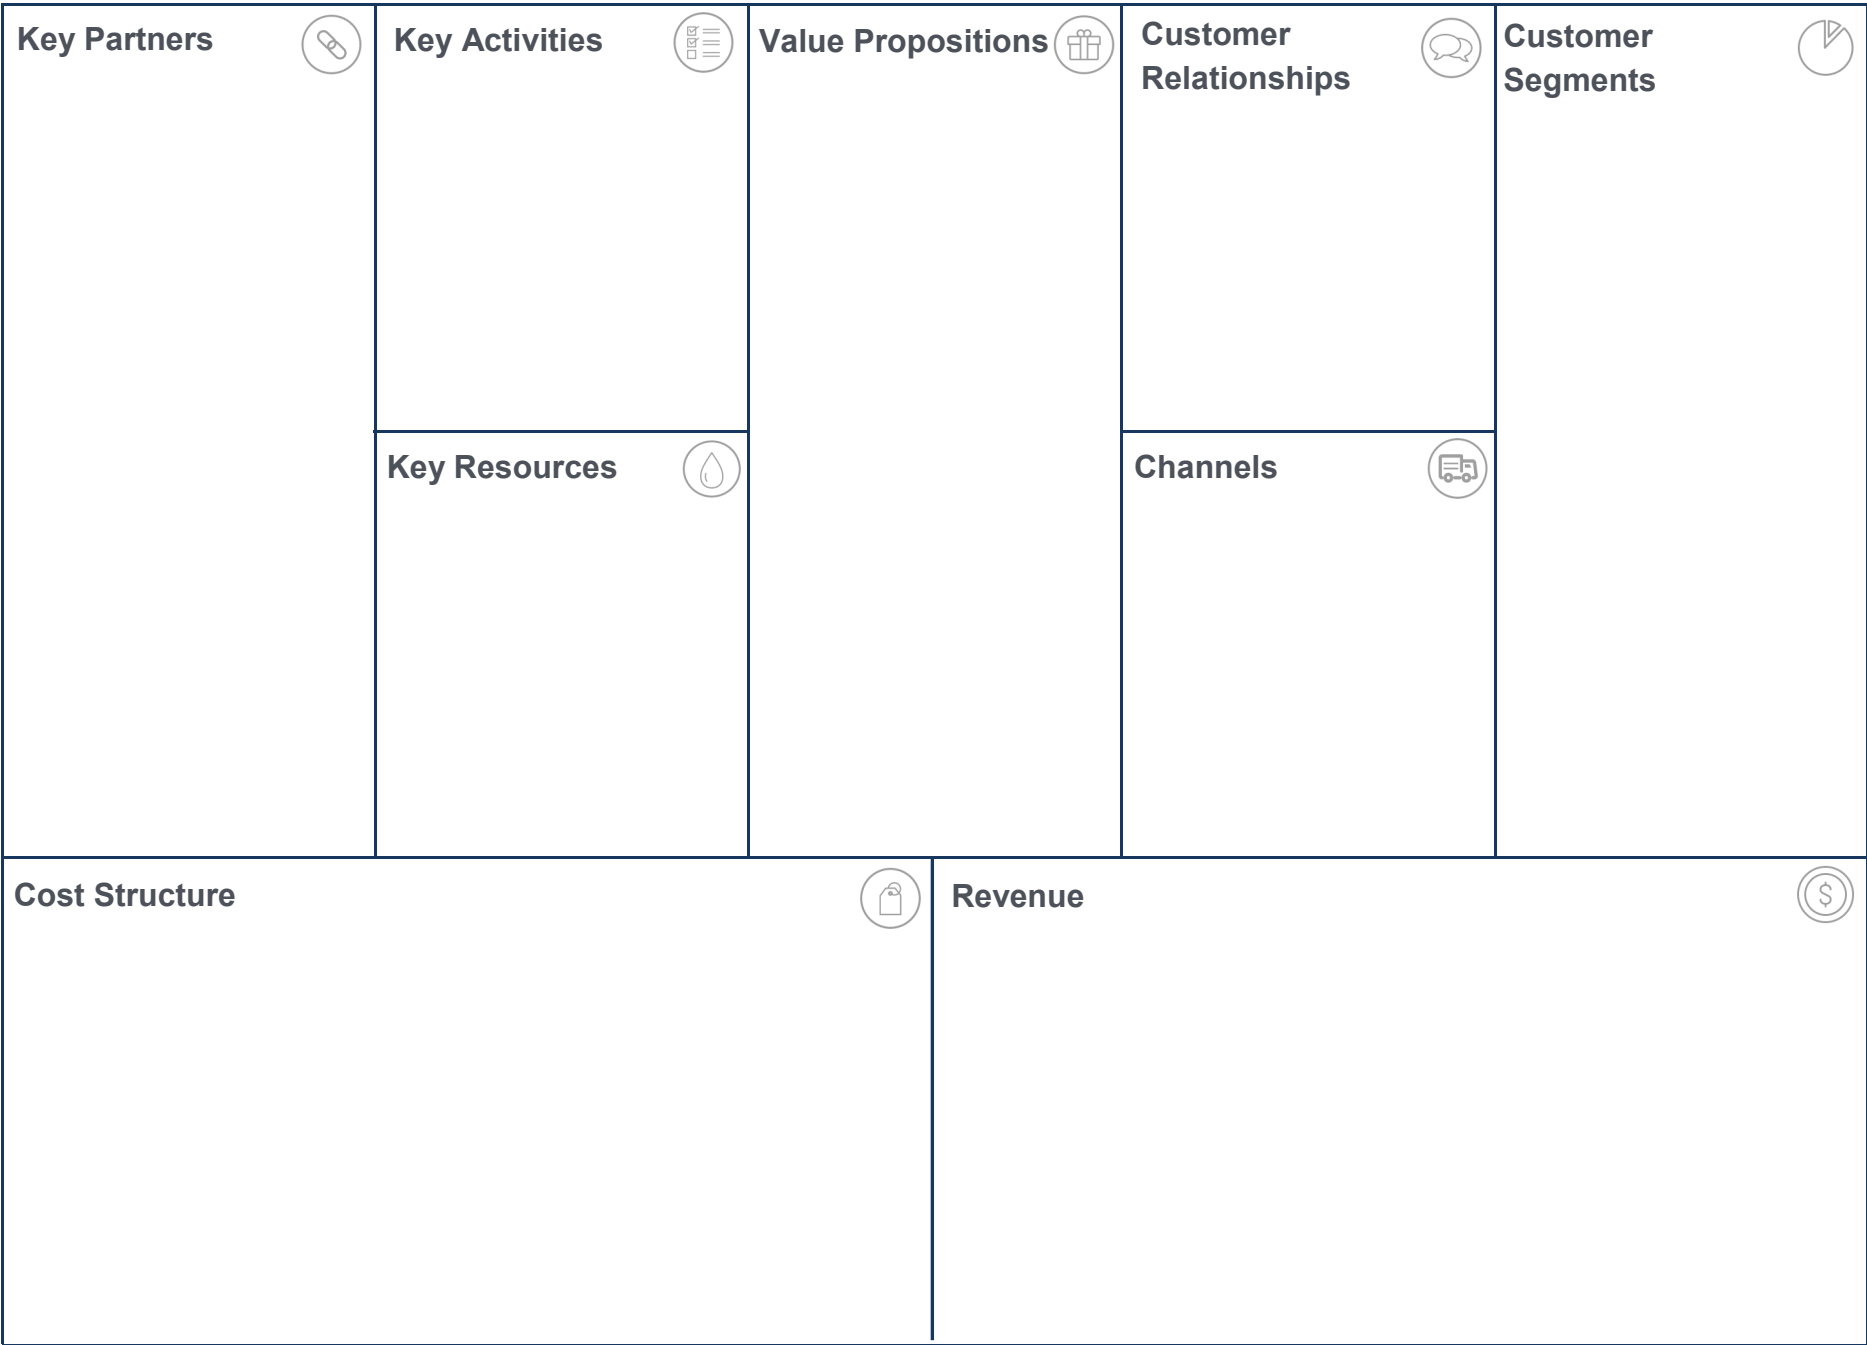 Key Partners
Key Activities
Value Propositions
Customer
Relationships
Customer
Segments
Key Resources
Channels
Cost Structure
Revenue
$